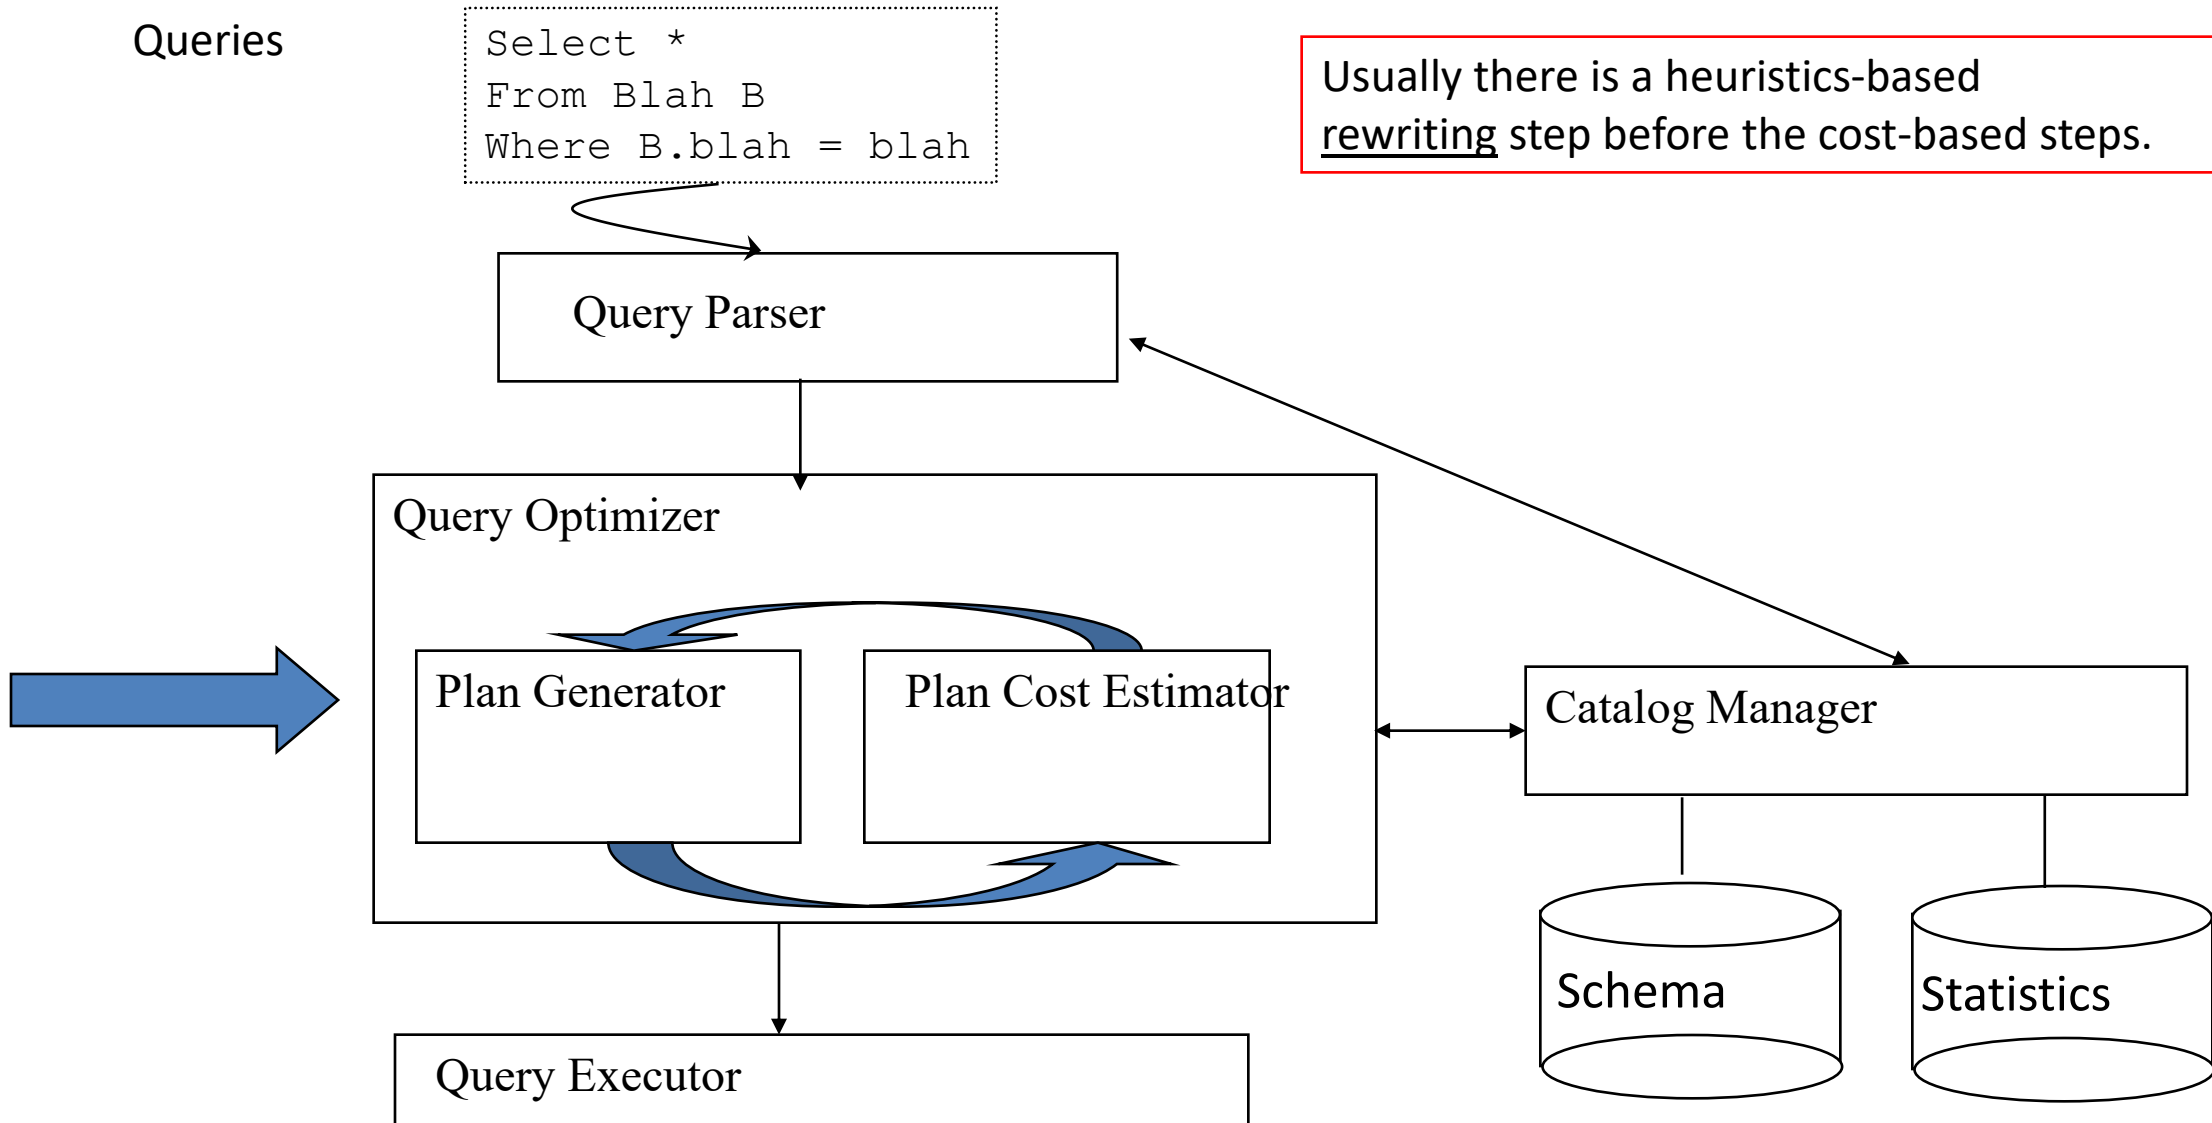 Queries
Select *
From Blah B
Where B.blah = blah
Usually there is a heuristics-based
rewriting step before the cost-based steps.
Query Parser
Query Optimizer
Plan Generator
Plan Cost Estimator
Catalog Manager
Schema
Statistics
Query Executor